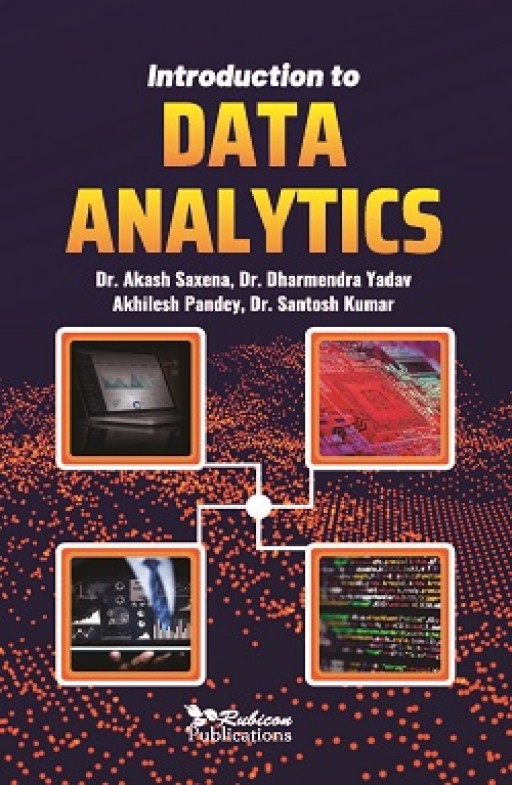 Introduction to
DATA
ANALYTICS
Dr. Akash Saxena, Dr. Dharmendra Yadav
Akhilesh Pandey, Dr. Santosh Kumar
Rubicon
Publications